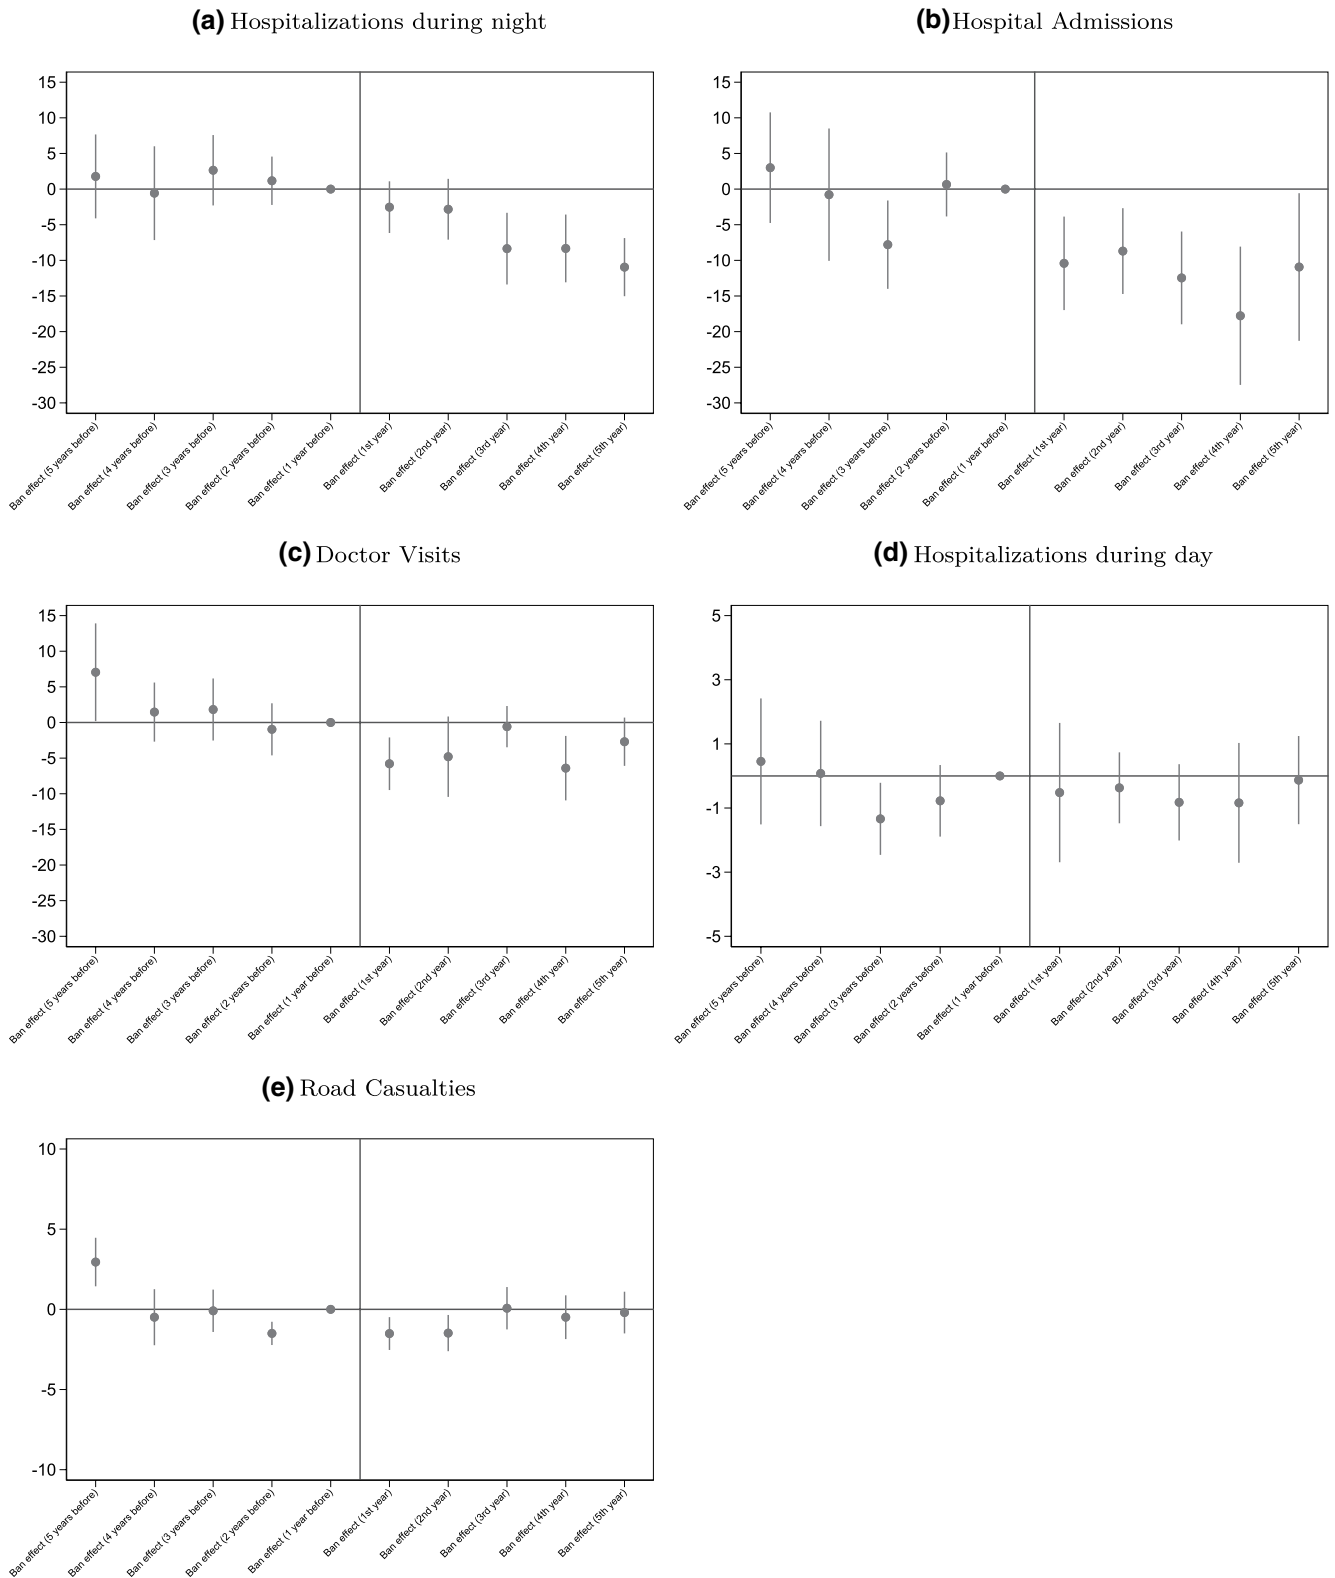 (a) Hospitalizations during night
15
10
5
0
-5
-10
-15
-20
-25
-30
Ban effect (5 years before)
Ban effect (4 years before)
Ban effect (3 years before)
Ban effect (2 years before)
Ban effect (1 year before)
Ban effect (1st year)
Ban effect (2nd year)
Ban effect (3rd year)
Ban effect (4th year)
Ban effect (5th year)
(b) Hospital Admissions
15
10
5
0
-5
-10
-15
-20
-25
-30
Ban effect (5 years before)
Ban effect (4 years before)
Ban effect (3 years before)
Ban effect (2 years before)
Ban effect (1 year before)
Ban effect (1st year)
Ban effect (2nd year)
Ban effect (3rd year)
Ban effect (4th year)
Ban effect (5th year)
(c) Doctor Visits
15
10
5
0
-5
-10
-15
-20
-25
-30
Ban effect (5 years before)
Ban effect (4 years before)
Ban effect (3 years before)
Ban effect (2 years before)
Ban effect (1 year before)
Ban effect (1st year)
Ban effect (2nd year)
Ban effect (3rd year)
Ban effect (4th year)
Ban effect (5th year)
(d) Hospitalizations during day
5
3
1
-1
-3
-5
Ban effect (5 years before)
Ban effect (4 years before)
Ban effect (3 years before)
Ban effect (2 years before)
Ban effect (1 year before)
Ban effect (1st year)
Ban effect (2nd year)
Ban effect (3rd year)
Ban effect (4th year)
Ban effect (5th year)
(e) Road Casualties
10
5
0
-5
-10
Ban effect (5 years before)
Ban effect (4 years before)
Ban effect (3 years before)
Ban effect (2 years before)
Ban effect (1 year before)
Ban effect (1st year)
Ban effect (2nd year)
Ban effect (3rd year)
Ban effect (4th year)
Ban effect (5th year)